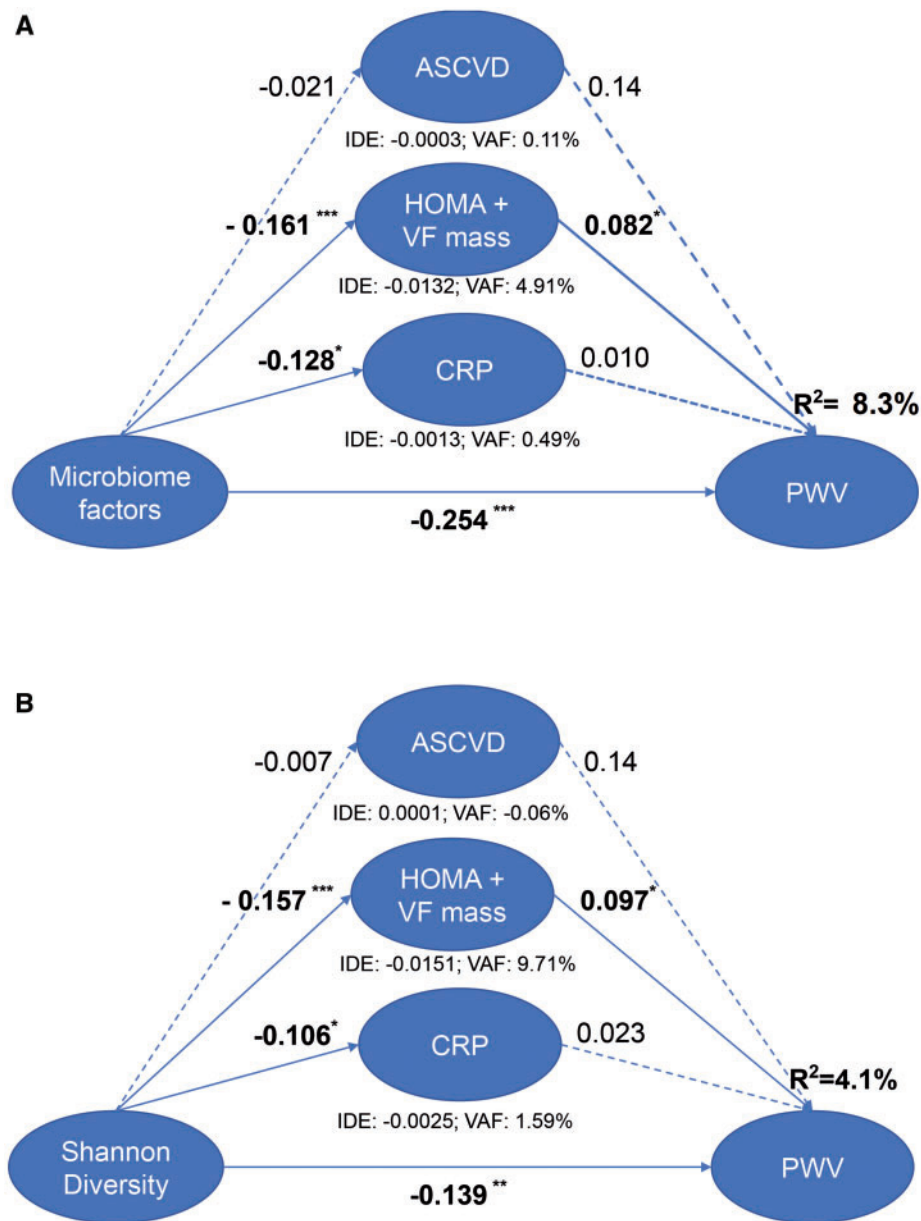 A
ASCVD
-0.021
0.14
IDE: -0.0003; VAF: 0.11%
HOMA +
VF mass
- 0.161 ***
0.082*
IDE: -0.0132; VAF: 4.91%
CRP
-0.128*
0.010
IDE: -0.0013; VAF: 0.49%
R²= 8.3%
Microbiome
factors
PWV
-0.254 ***
B
ASCVD
-0.007
0.14
IDE: 0.0001; VAF: -0.06%
HOMA +
VF mass
- 0.157 ***
0.097*
IDE: -0.0151; VAF: 9.71%
CRP
-0.106*
0.023
IDE: -0.0025; VAF: 1.59%
R²=4.1%
Shannon
Diversity
PWV
-0.139 **